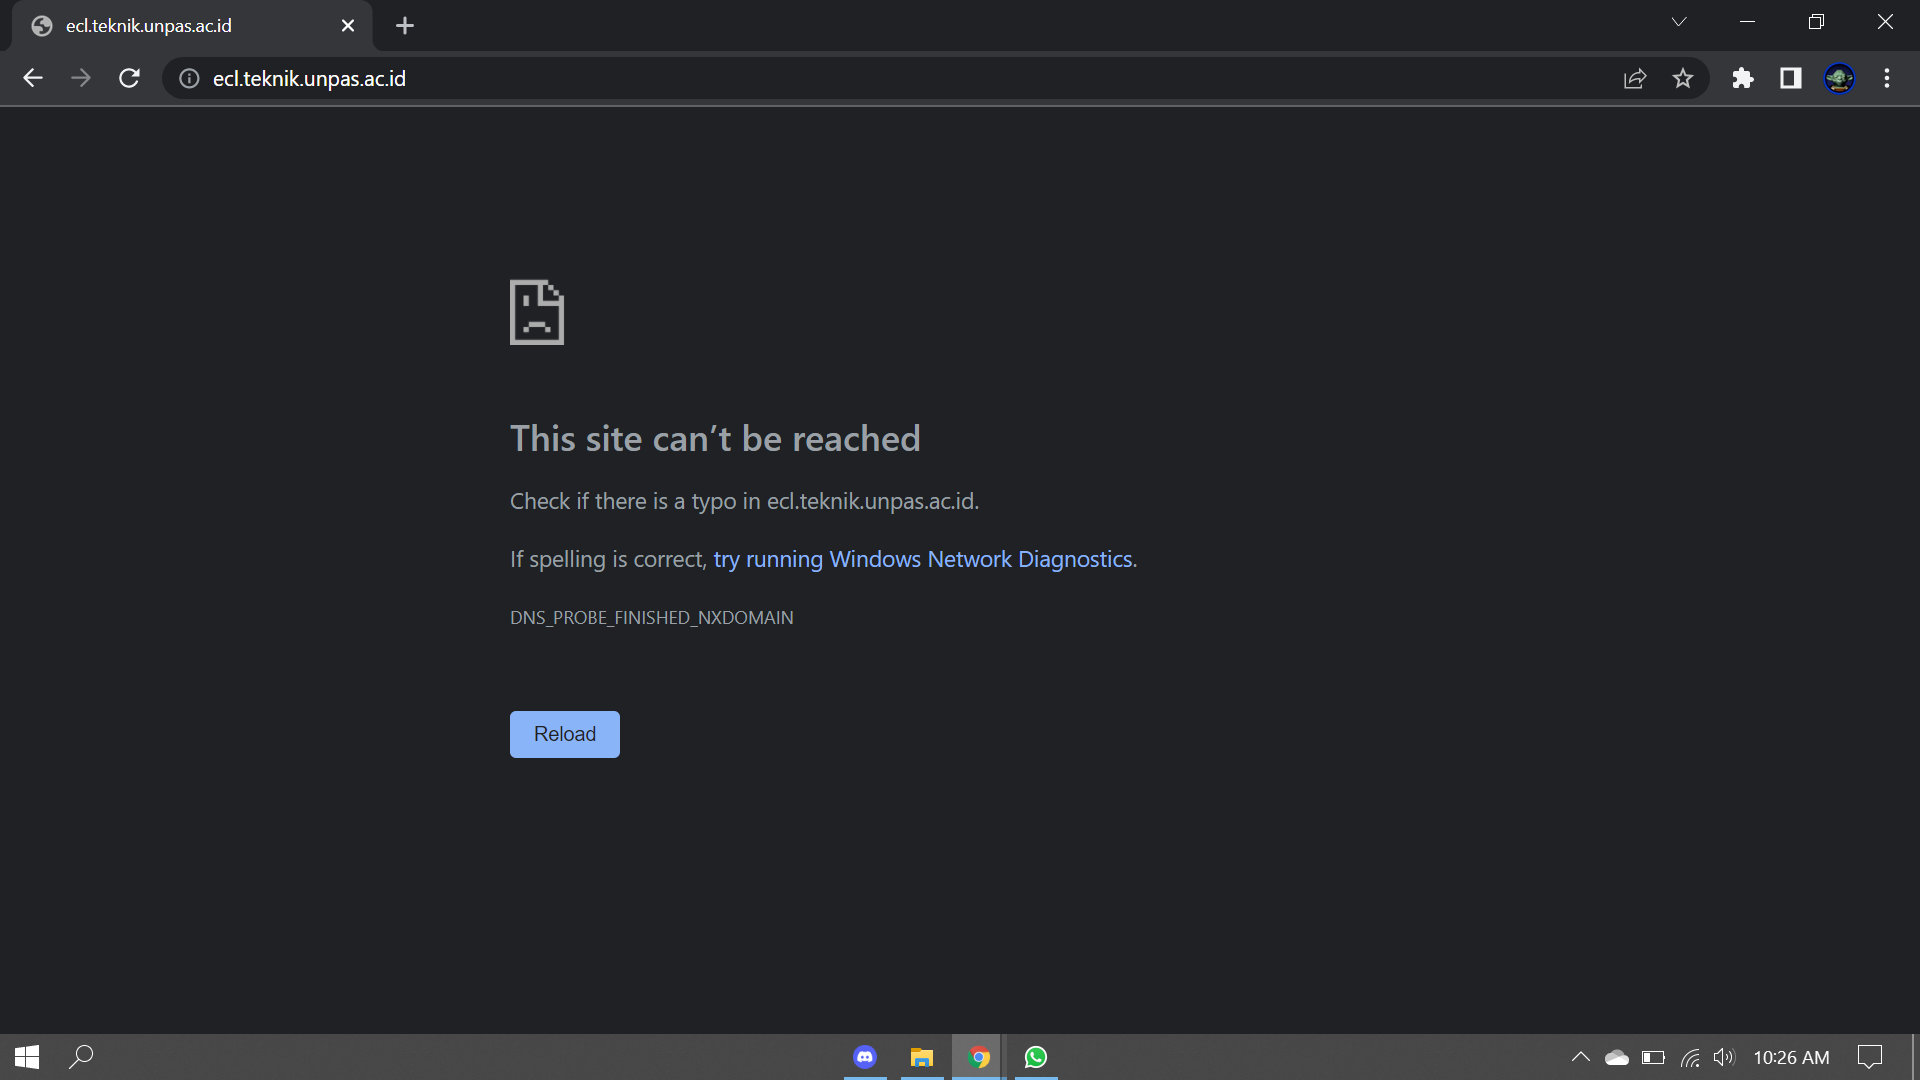 ecl.teknik.unpas.ac.id
ecl.teknik.unpas.ac.id
This site can’t be reached
Check if there is a typo in ecl.teknik.unpas.ac.id.
If spelling is correct, try running Windows Network Diagnostics.
DNS_PROBE_FINISHED_NXDOMAIN
Reload
10:26 AM